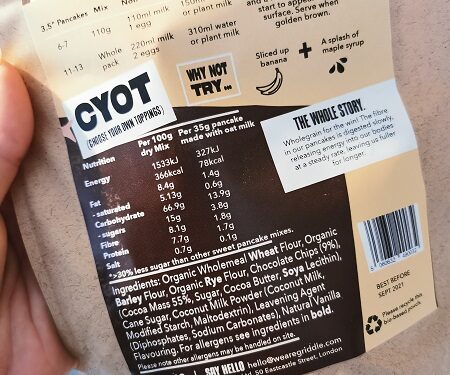 3.5" Pancakes Mix
110ml milk
1 egg
or plant milk
6-7
110g
220ml milk
2 eggs
310ml water
or plant milk
11-13
Whole
pack
start to appear
surface. Serve when
golden brown.
CYOT
(CHOOSE YOUR OWN TOPPINGS)
WHY NOT
TRY...
Sliced up
banana
+
A splash of
maple syrup
THE WHOLE STORY.
Wholegrain for the win! The fibre
in our pancakes is digested slowly,
releasing energy into our bodies
at a steady rate, leaving us fuller
for longer.
Nutrition Per 100g dry Mix Per 35g pancake made with oat milk
Energy 1533kJ 327kJ
366kcal 78kcal
Fat 8.4g 1.4g
- saturated 5.13g 0.6g
Carbohydrate 66.9g 13.9g
- sugars 15g 3.8g
Fibre 8.1g 1.8g
Protein 7.7g 1.7g
Salt 0.7g 0.1g
*>30% less sugar than other sweet pancake mixes.
Ingredients: Organic Wholemeal Wheat Flour, Organic
Barley Flour, Organic Rye Flour, Chocolate Chips (9%),
(Cocoa Mass 55%, Sugar, Cocoa Butter, Soya Lecithin),
Cane Sugar, Coconut Milk Powder (Coconut Milk,
Modified Starch, Maltodextrin), Leavening Agent
(Diphosphates, Sodium Carbonates), Natural Vanilla
Flavouring. For allergens see ingredients in bold.
Please note other allergens may be handled on site.
SAY HELLO hello@wearegriddle.com
50 Eastcastle Street, London
BEST BEFORE
SEPT 2021
Please recycle this
bio-based pouch.